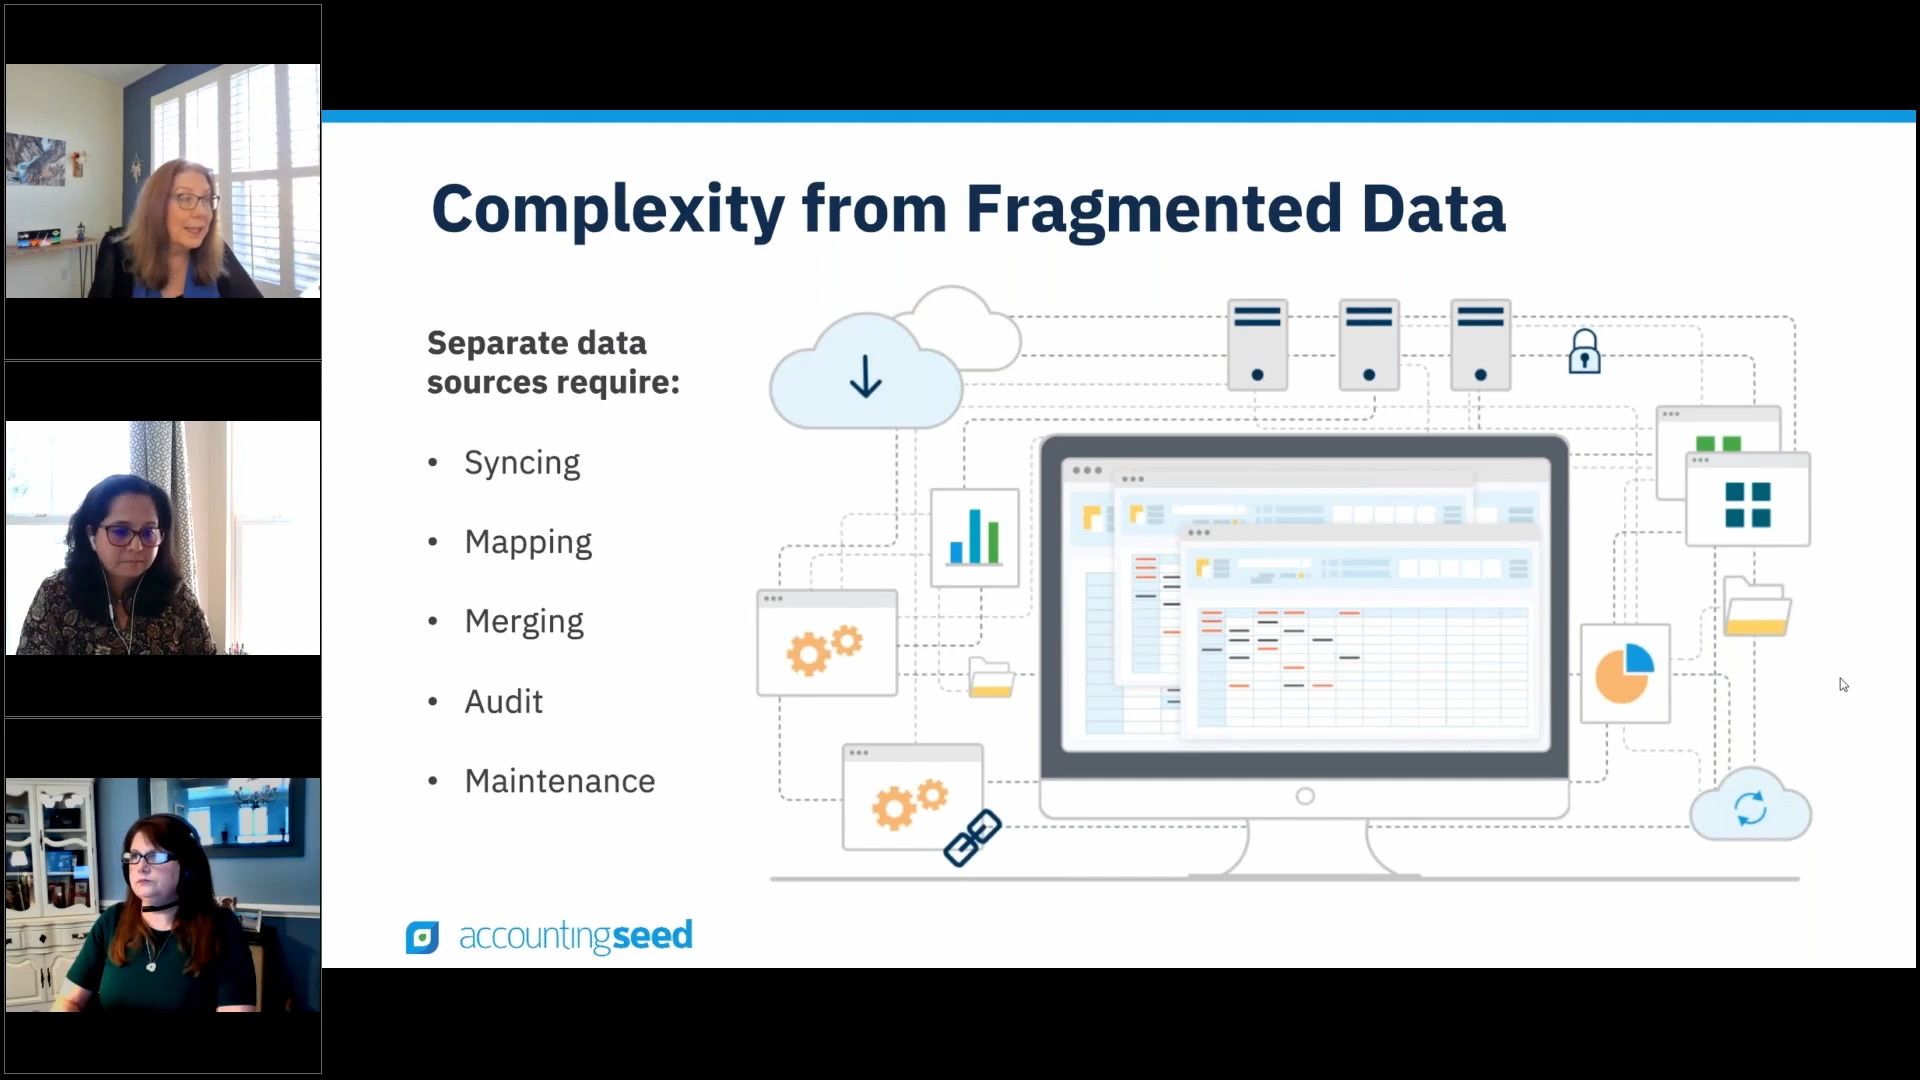 Complexity from Fragmented Data
Separate data
sources require:
• Syncing
• Mapping
• Merging
• Audit
• Maintenance
accountingseed